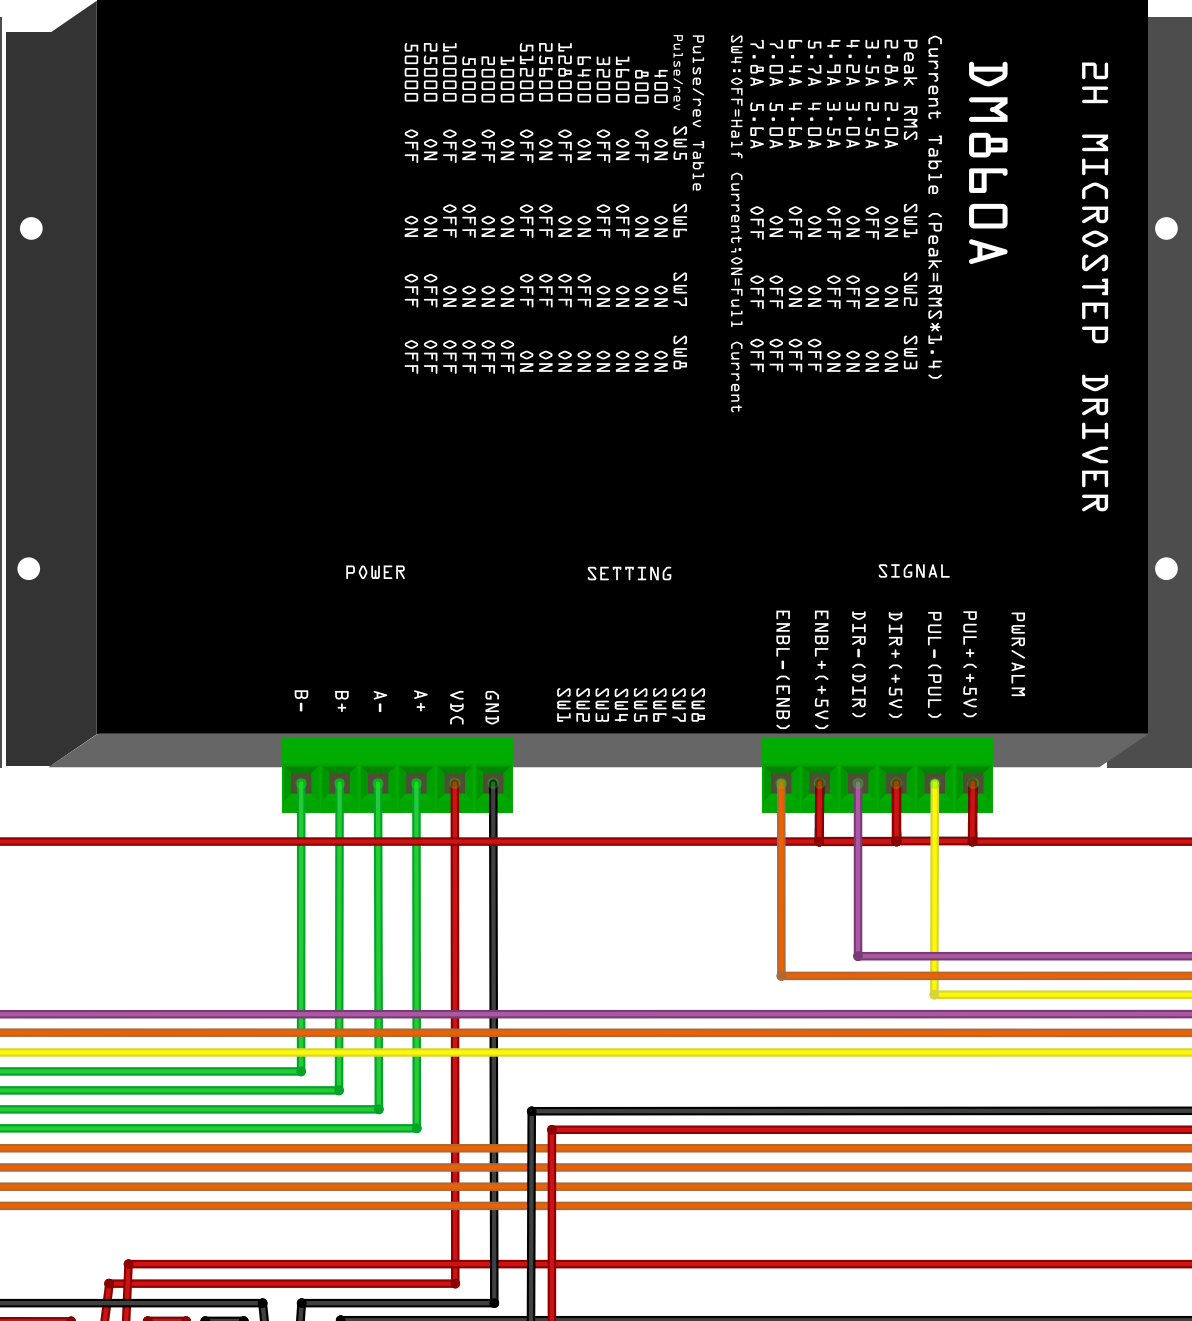 2H MICROSTEP DRIVER
DM860A
Current Table (Peak=RMS*1.4)
Peak RMS SW1 SW2 SW3
2.8A 2.0A ON ON ON
3.5A 2.5A OFF ON ON
4.2A 3.0A ON OFF ON
4.9A 3.5A OFF OFF ON
5.7A 4.0A ON ON OFF
6.4A 4.6A OFF ON OFF
7.0A 5.0A ON OFF OFF
7.8A 5.6A OFF OFF OFF
SW4:OFF=Half Current;ON=Full Current
Pulse/rev Table
Pulse/rev SW5 SW6 SW7 SW8
400 ON ON ON ON
800 OFF ON ON ON
1600 ON OFF ON ON
3200 OFF OFF ON ON
6400 ON ON OFF ON
12800 OFF ON OFF ON
25600 ON OFF OFF ON
51200 OFF OFF OFF ON
1000 ON ON ON OFF
2000 OFF ON ON OFF
5000 ON OFF ON OFF
10000 OFF OFF ON OFF
25000 ON ON OFF OFF
50000 OFF ON OFF OFF
POWER
SETTING
SIGNAL
PWR/ALM
PUL+(+5V)
PUL-(PUL)
DIR+(+5V)
DIR-(DIR)
ENBL+(+5V)
ENBL-(ENB)
SW8
SW7
SW6
SW5
SW4
SW3
SW2
SW1
GND
VDC
A+
A-
B+
B-